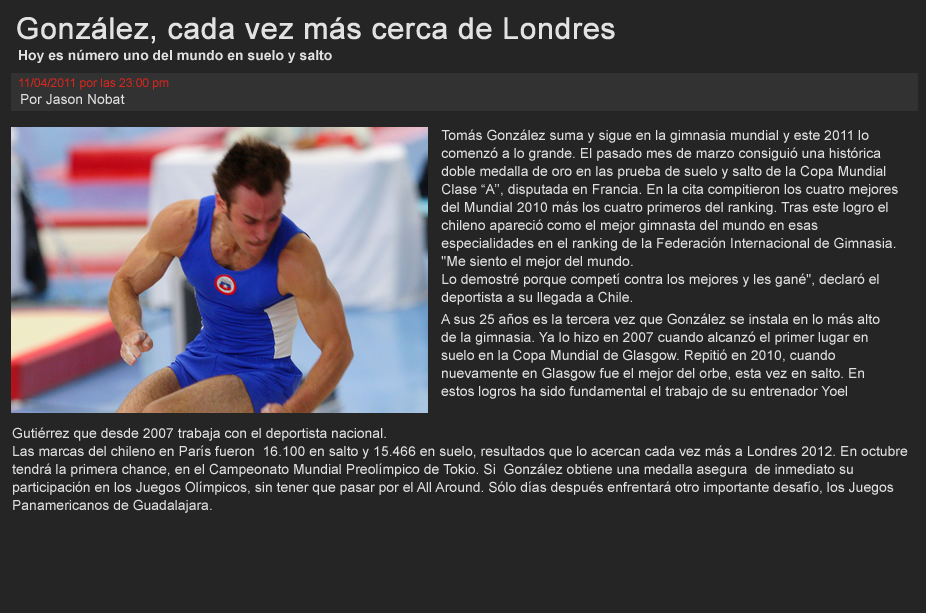 González, cada vez más cerca de Londres
Hoy es número uno del mundo en suelo y salto
11/04/2011 por las 23:00 pm
Por Jason Nobat
Tomás González suma y sigue en la gimnasia mundial y este 2011 lo
comenzó a lo grande. El pasado mes de marzo consiguió una histórica
doble medalla de oro en las prueba de suelo y salto de la Copa Mundial
Clase “A”, disputada en Francia. En la cita compitieron los cuatro mejores
del Mundial 2010 más los cuatro primeros del ranking. Tras este logro el
chileno apareció como el mejor gimnasta del mundo en esas
especialidades en el ranking de la Federación Internacional de Gimnasia.
"Me siento el mejor del mundo.
Lo demostré porque competí contra los mejores y les gané", declaró el
deportista a su llegada a Chile.
A sus 25 años es la tercera vez que González se instala en lo más alto
de la gimnasia. Ya lo hizo en 2007 cuando alcanzó el primer lugar en
suelo en la Copa Mundial de Glasgow. Repitió en 2010, cuando
nuevamente en Glasgow fue el mejor del orbe, esta vez en salto. En
estos logros ha sido fundamental el trabajo de su entrenador Yoel
Gutiérrez que desde 2007 trabaja con el deportista nacional.
Las marcas del chileno en París fueron  16.100 en salto y 15.466 en suelo, resultados que lo acercan cada vez más a Londres 2012. En octubre
tendrá la primera chance, en el Campeonato Mundial Preolímpico de Tokio. Si  González obtiene una medalla asegura  de inmediato su
participación en los Juegos Olímpicos, sin tener que pasar por el All Around. Sólo días después enfrentará otro importante desafío, los Juegos
Panamericanos de Guadalajara.